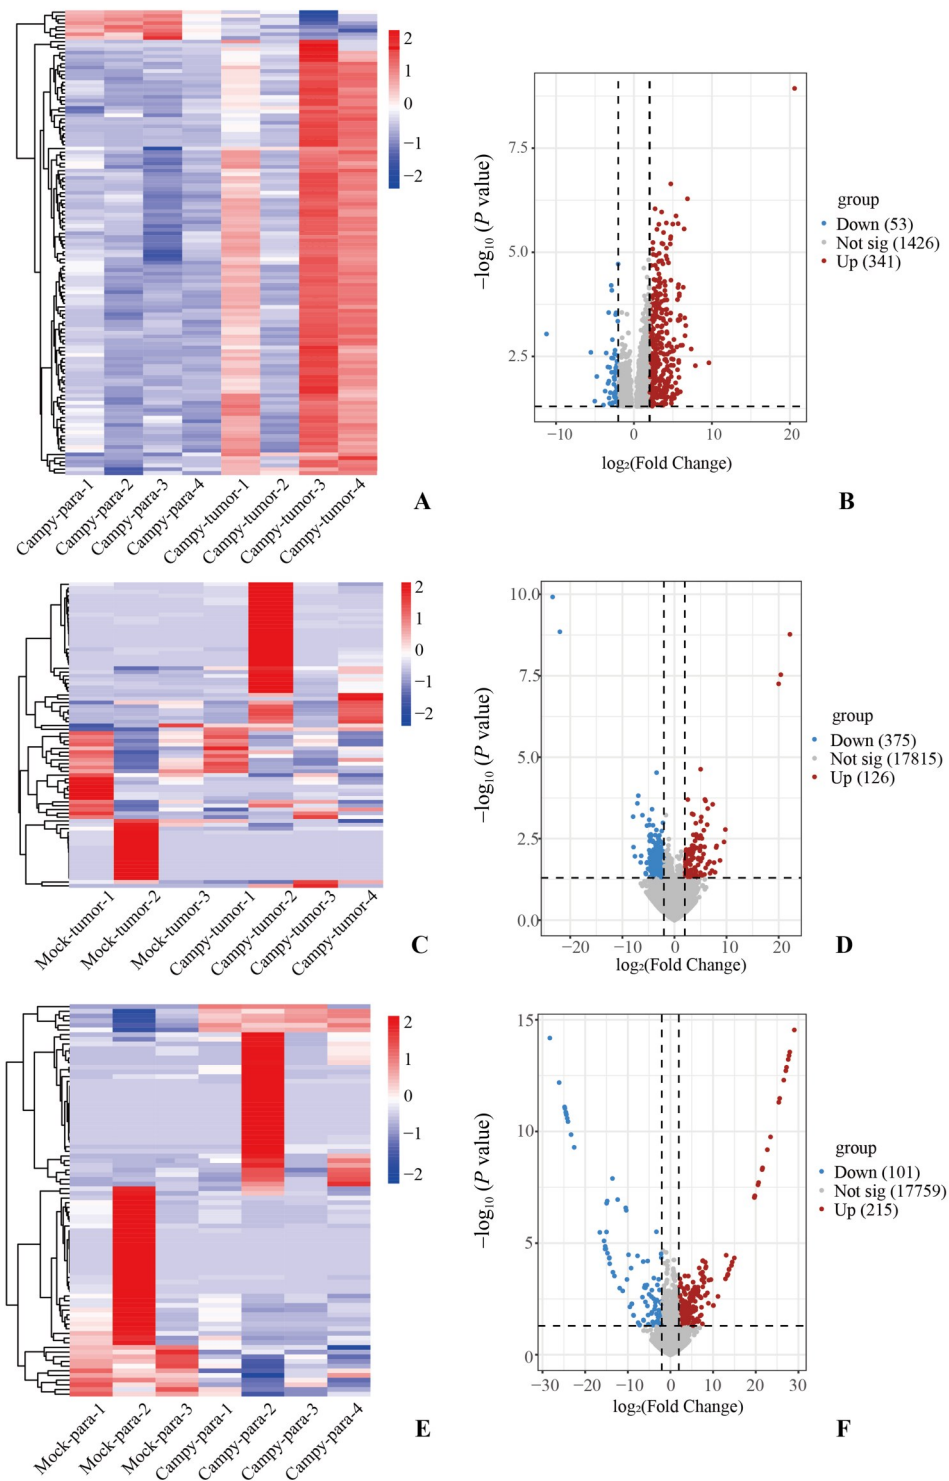 2
1
0
−1
−2
Campy-para-1
Campy-para-2
Campy-para-3
Campy-para-4
Campy-tumor-1
Campy-tumor-2
Campy-tumor-3
Campy-tumor-4
A
−log₁₀ (P value)
7.5
5.0
2.5
−10
0
10
20
log₂(Fold Change)
group
Down (53)
Not sig (1426)
Up (341)
B
2
1
0
−1
−2
Mock-tumor-1
Mock-tumor-2
Mock-tumor-3
Campy-tumor-1
Campy-tumor-2
Campy-tumor-3
Campy-tumor-4
C
−log₁₀ (P value)
10.0
7.5
5.0
2.5
0.0
−20
−10
0
10
20
log₂(Fold Change)
group
Down (375)
Not sig (17815)
Up (126)
D
2
1
0
−1
−2
Mock-para-1
Mock-para-2
Mock-para-3
Campy-para-1
Campy-para-2
Campy-para-3
Campy-para-4
E
−log₁₀ (P value)
15
10
5
0
−30
−20
−10
0
10
20
30
log₂(Fold Change)
group
Down (101)
Not sig (17759)
Up (215)
F